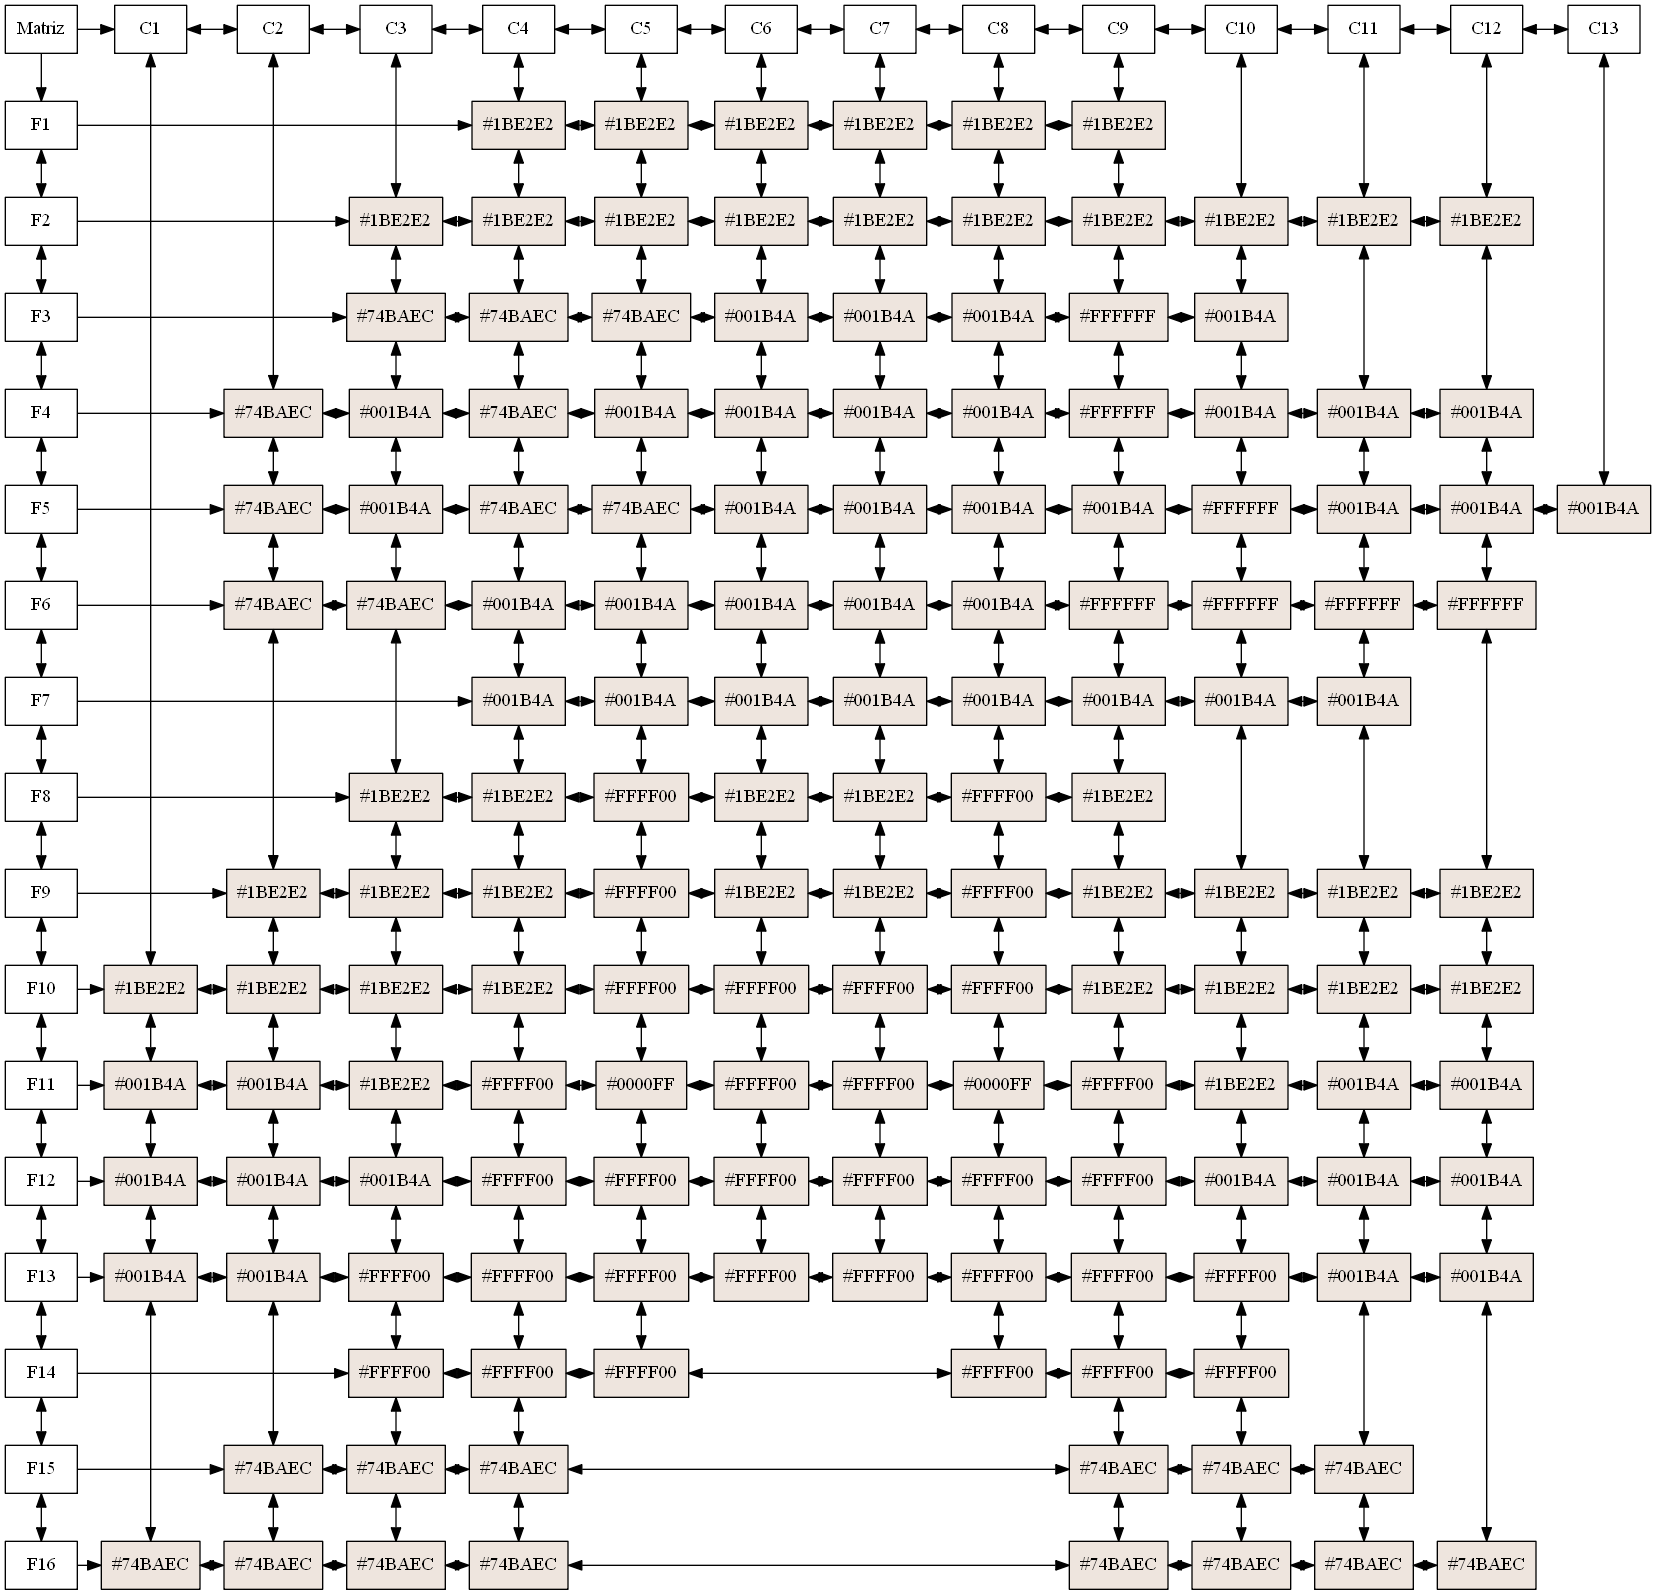 Matriz C1 C2 C3 C4 C5 C6 C7 C8 C9 C10 C11 C12 C13
F1 #1BE2E2 #1BE2E2 #1BE2E2 #1BE2E2 #1BE2E2 #1BE2E2
F2 #1BE2E2 #1BE2E2 #1BE2E2 #1BE2E2 #1BE2E2 #1BE2E2 #1BE2E2 #1BE2E2 #1BE2E2 #1BE2E2
F3 #74BAEC #74BAEC #74BAEC #001B4A #001B4A #001B4A #FFFFFF #001B4A
F4 #74BAEC #001B4A #74BAEC #001B4A #001B4A #001B4A #001B4A #FFFFFF #001B4A #001B4A #001B4A
F5 #74BAEC #001B4A #74BAEC #74BAEC #001B4A #001B4A #001B4A #001B4A #FFFFFF #001B4A #001B4A #001B4A
F6 #74BAEC #74BAEC #001B4A #001B4A #001B4A #001B4A #001B4A #FFFFFF #FFFFFF #FFFFFF #FFFFFF
F7 #001B4A #001B4A #001B4A #001B4A #001B4A #001B4A #001B4A #001B4A
F8 #1BE2E2 #1BE2E2 #FFFF00 #1BE2E2 #1BE2E2 #FFFF00 #1BE2E2
F9 #1BE2E2 #1BE2E2 #1BE2E2 #FFFF00 #1BE2E2 #1BE2E2 #FFFF00 #1BE2E2 #1BE2E2 #1BE2E2 #1BE2E2
F10 #1BE2E2 #1BE2E2 #1BE2E2 #1BE2E2 #FFFF00 #FFFF00 #FFFF00 #FFFF00 #1BE2E2 #1BE2E2 #1BE2E2 #1BE2E2
F11 #001B4A #001B4A #1BE2E2 #FFFF00 #0000FF #FFFF00 #FFFF00 #0000FF #FFFF00 #1BE2E2 #001B4A #001B4A
F12 #001B4A #001B4A #001B4A #FFFF00 #FFFF00 #FFFF00 #FFFF00 #FFFF00 #FFFF00 #001B4A #001B4A #001B4A
F13 #001B4A #001B4A #FFFF00 #FFFF00 #FFFF00 #FFFF00 #FFFF00 #FFFF00 #FFFF00 #FFFF00 #001B4A #001B4A
F14 #FFFF00 #FFFF00 #FFFF00 #FFFF00 #FFFF00 #FFFF00
F15 #74BAEC #74BAEC #74BAEC #74BAEC #74BAEC #74BAEC
F16 #74BAEC #74BAEC #74BAEC #74BAEC #74BAEC #74BAEC #74BAEC #74BAEC